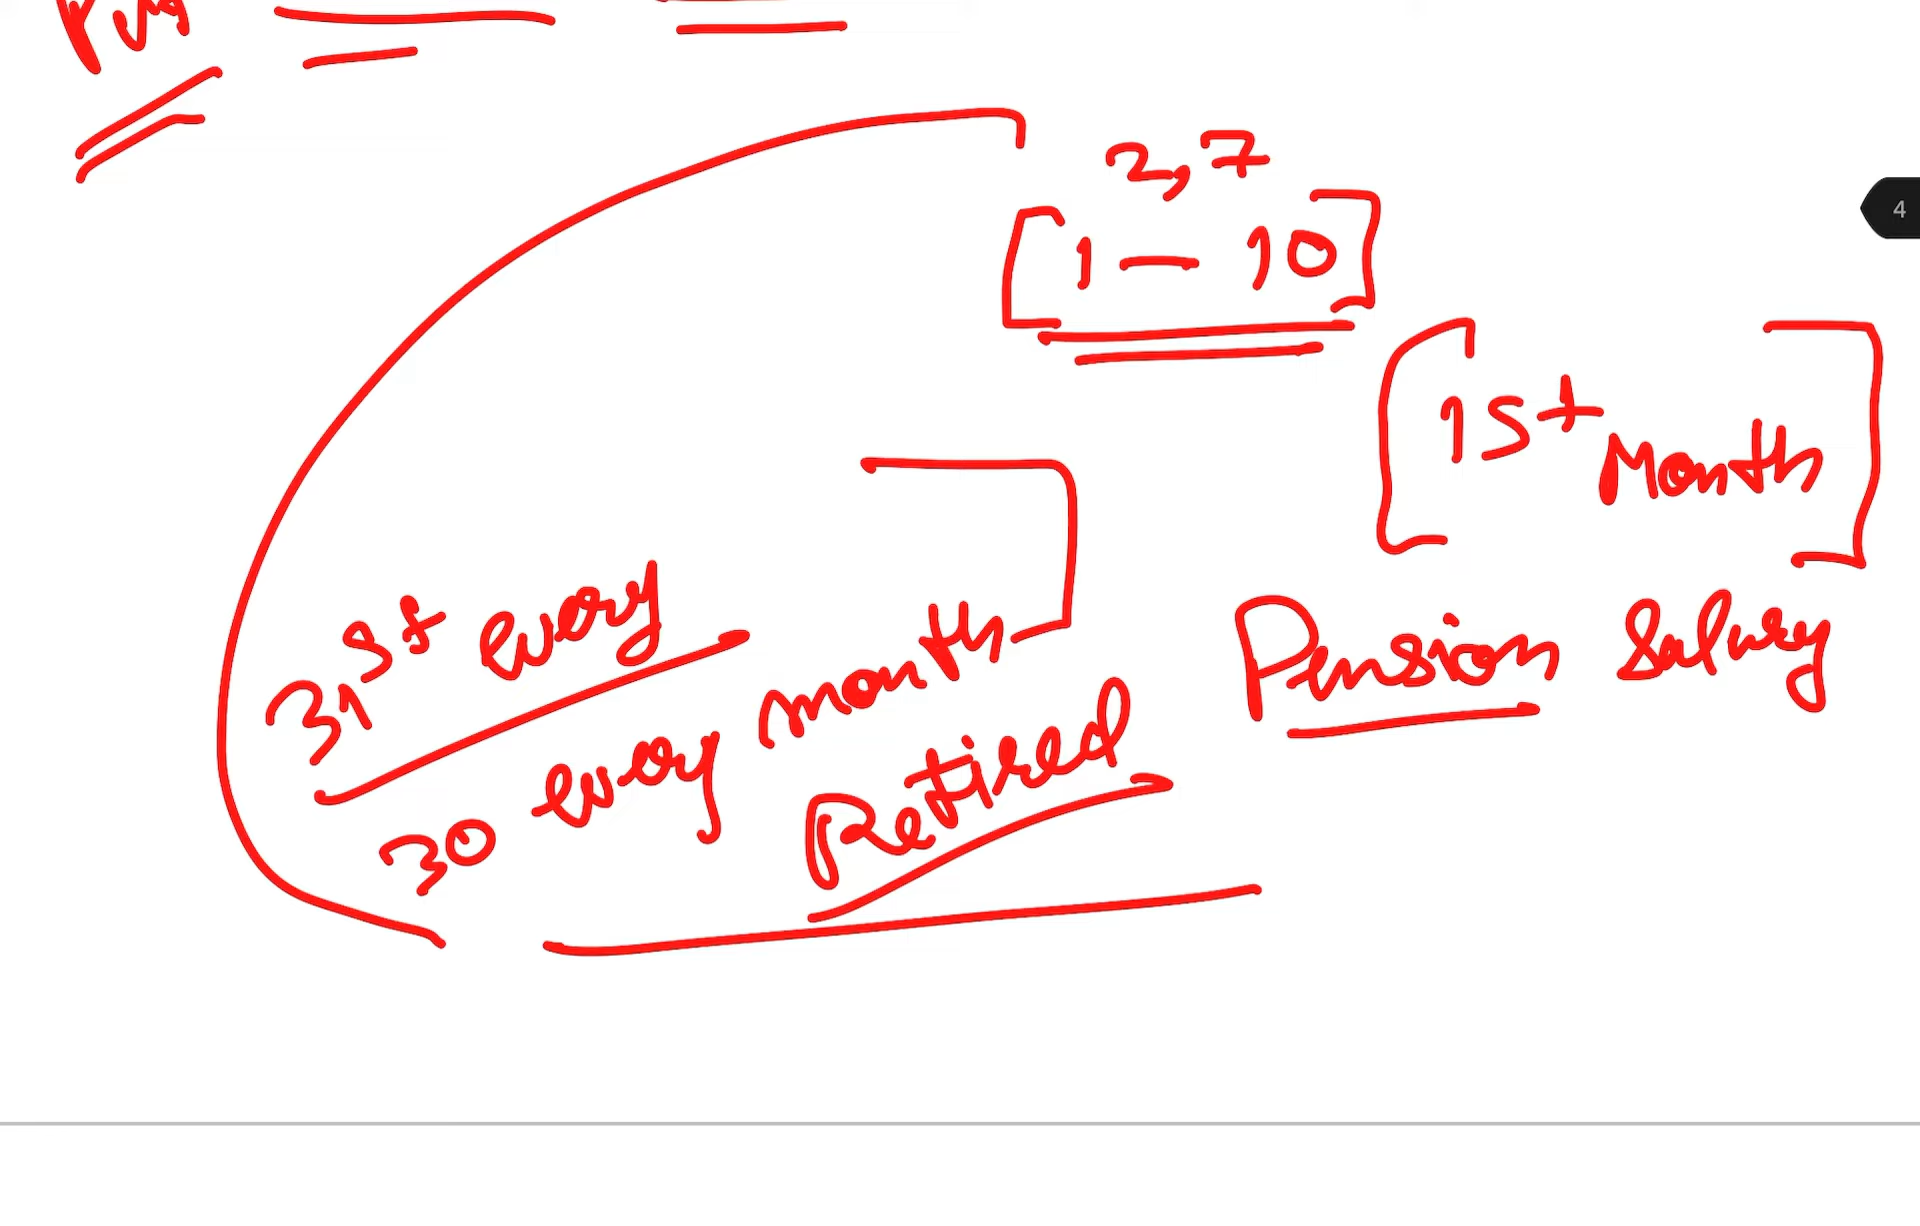 2,7
[1 — 10]
4
[1st Month]
31st every
30 every month
Retired
Pension Salary